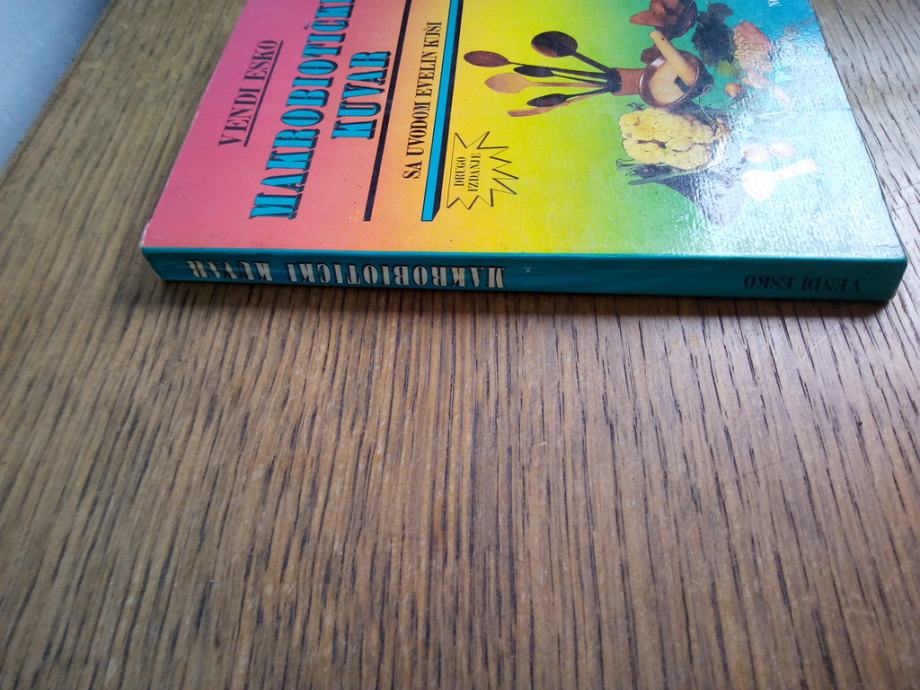 VENDI ESKO
MAKROBIOTIČKI
KUVAR
SA UVODOM EVELIN KUŠI
DRUGO
IZDANJE
VENDI ESKO
MAKROBIOTIČKI KUVAR